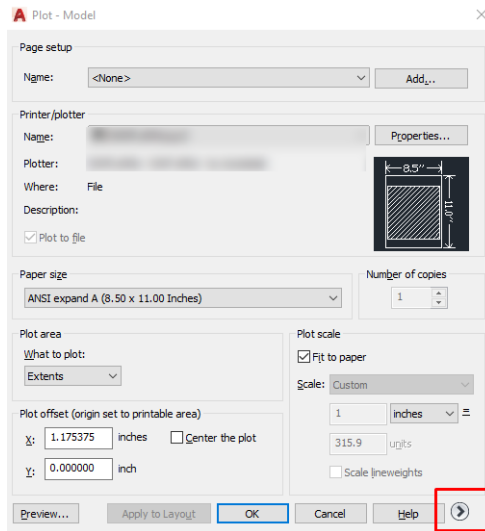 Plot - Model
Page setup
Name: <None> Add...
Printer/plotter
Name: Properties...
Plotter:
Where: File
Description:
Plot to file
8.5"
11.0"
Paper size
ANSI expand A (8.50 x 11.00 Inches)
Number of copies
1
Plot area
What to plot:
Extents
Plot scale
Fit to paper
Scale: Custom
1 inches =
315.9 units
Scale lineweights
Plot offset (origin set to printable area)
X: 1.175375 inches Center the plot
Y: 0.000000 inch
Preview... Apply to Layout OK Cancel Help